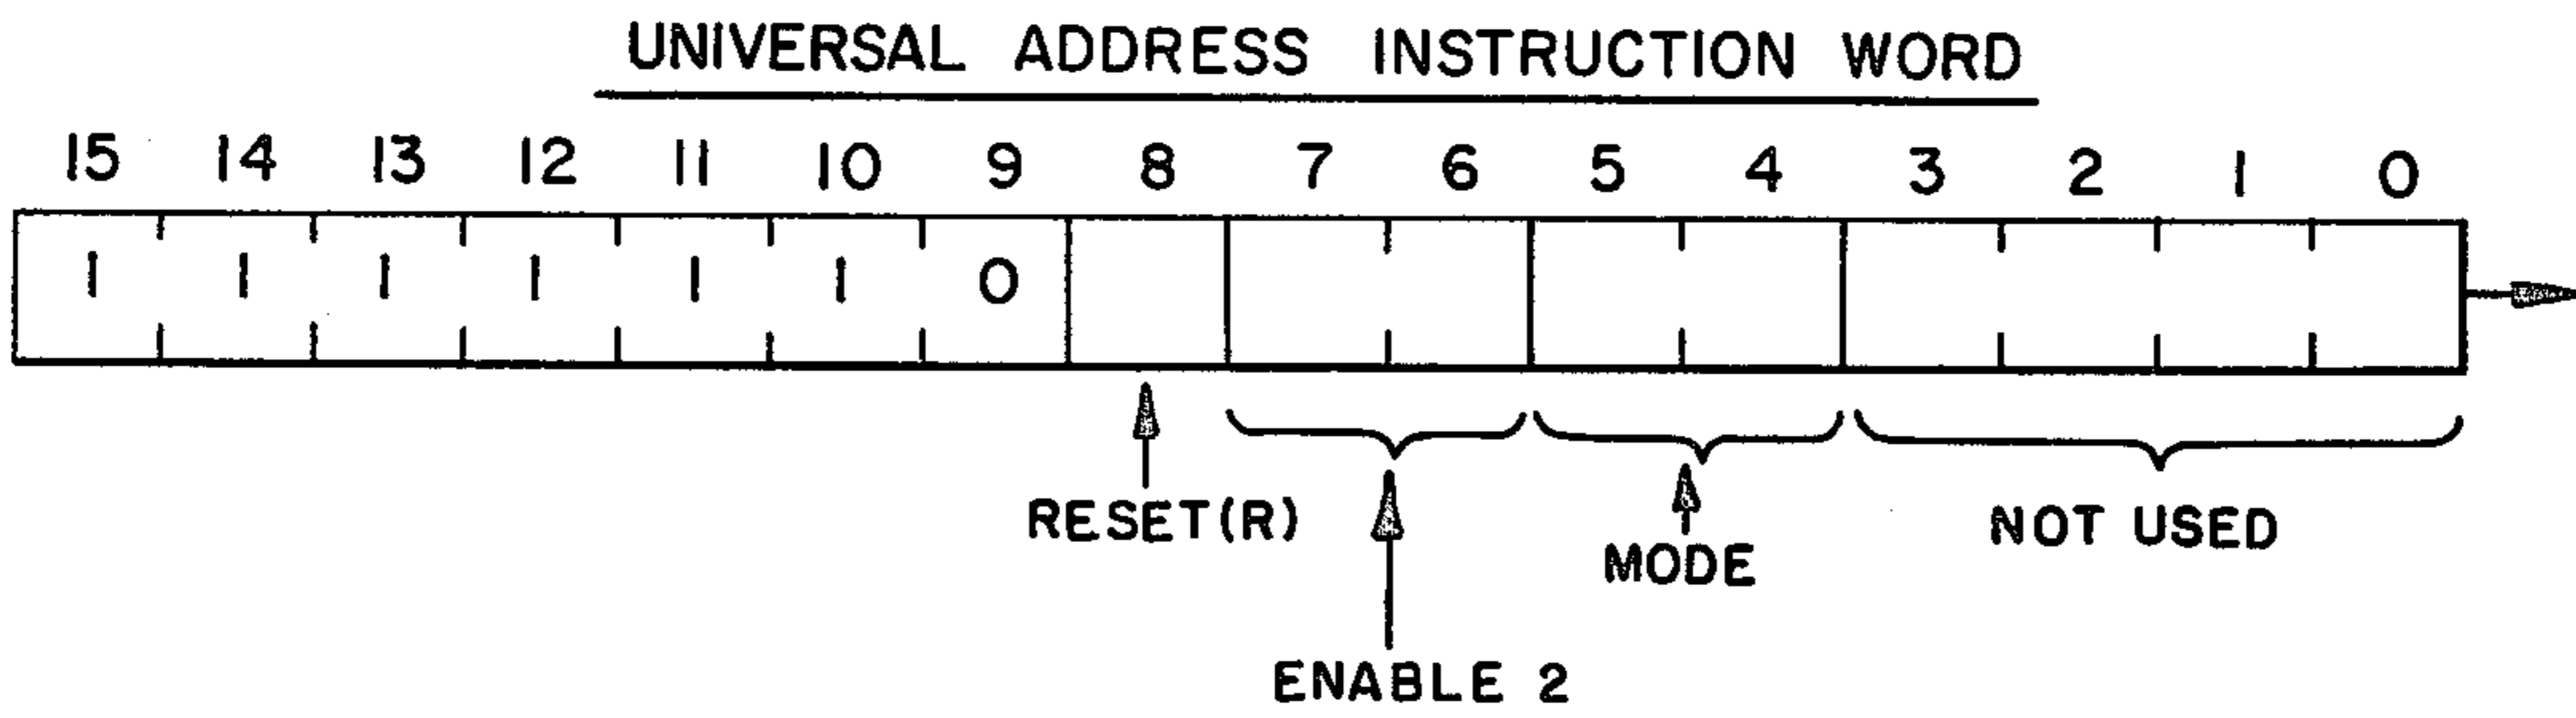 UNIVERSAL ADDRESS INSTRUCTION WORD
15 14 13 12 11 10 9 8 7 6 5 4 3 2 1 0
1 1 1 1 1 1 0
RESET(R)
NOT USED
MODE
ENABLE 2